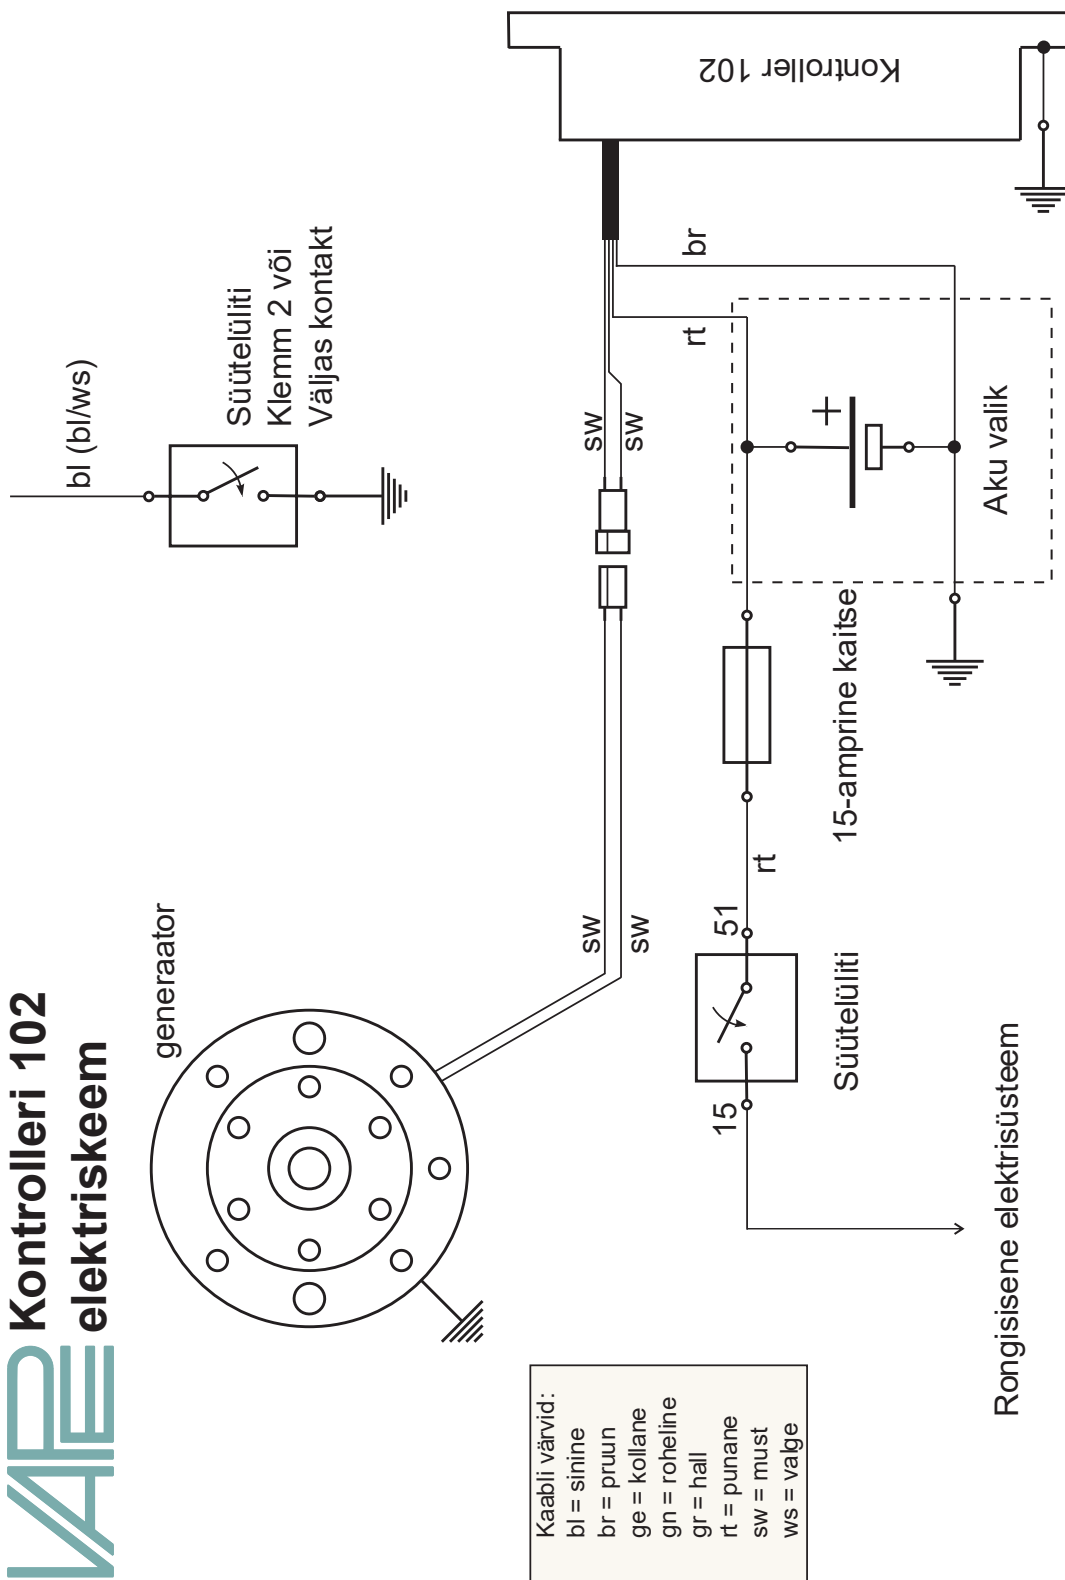 VAPE
Kontrolleri 102
elektriskeem
generaator
bl (bl/ws)
Süütelüliti
Klemm 2 või
Väljas kontakt
sw
sw
sw
sw
Kontroller 102
br
rt
Aku valik
+
15-amprine kaitse
rt
51
15
Süütelüliti
Rongisisene elektrisüsteem
Kaabli värvid:
bl = sinine
br = pruun
ge = kollane
gn = roheline
gr = hall
rt = punane
sw = must
ws = valge